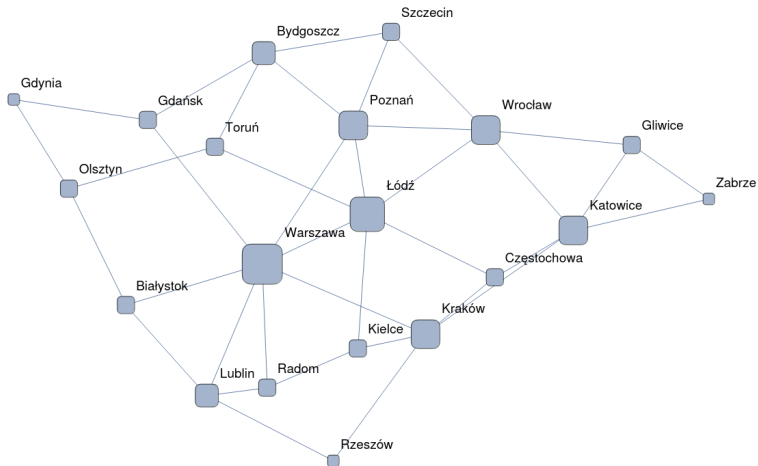 Szczecin
Bydgoszcz
Gdynia
Gdańsk
Poznań
Wrocław
Toruń
Gliwice
Olsztyn
Łódź
Zabrze
Katowice
Warszawa
Częstochowa
Białystok
Kraków
Kielce
Lublin
Radom
Rzeszów